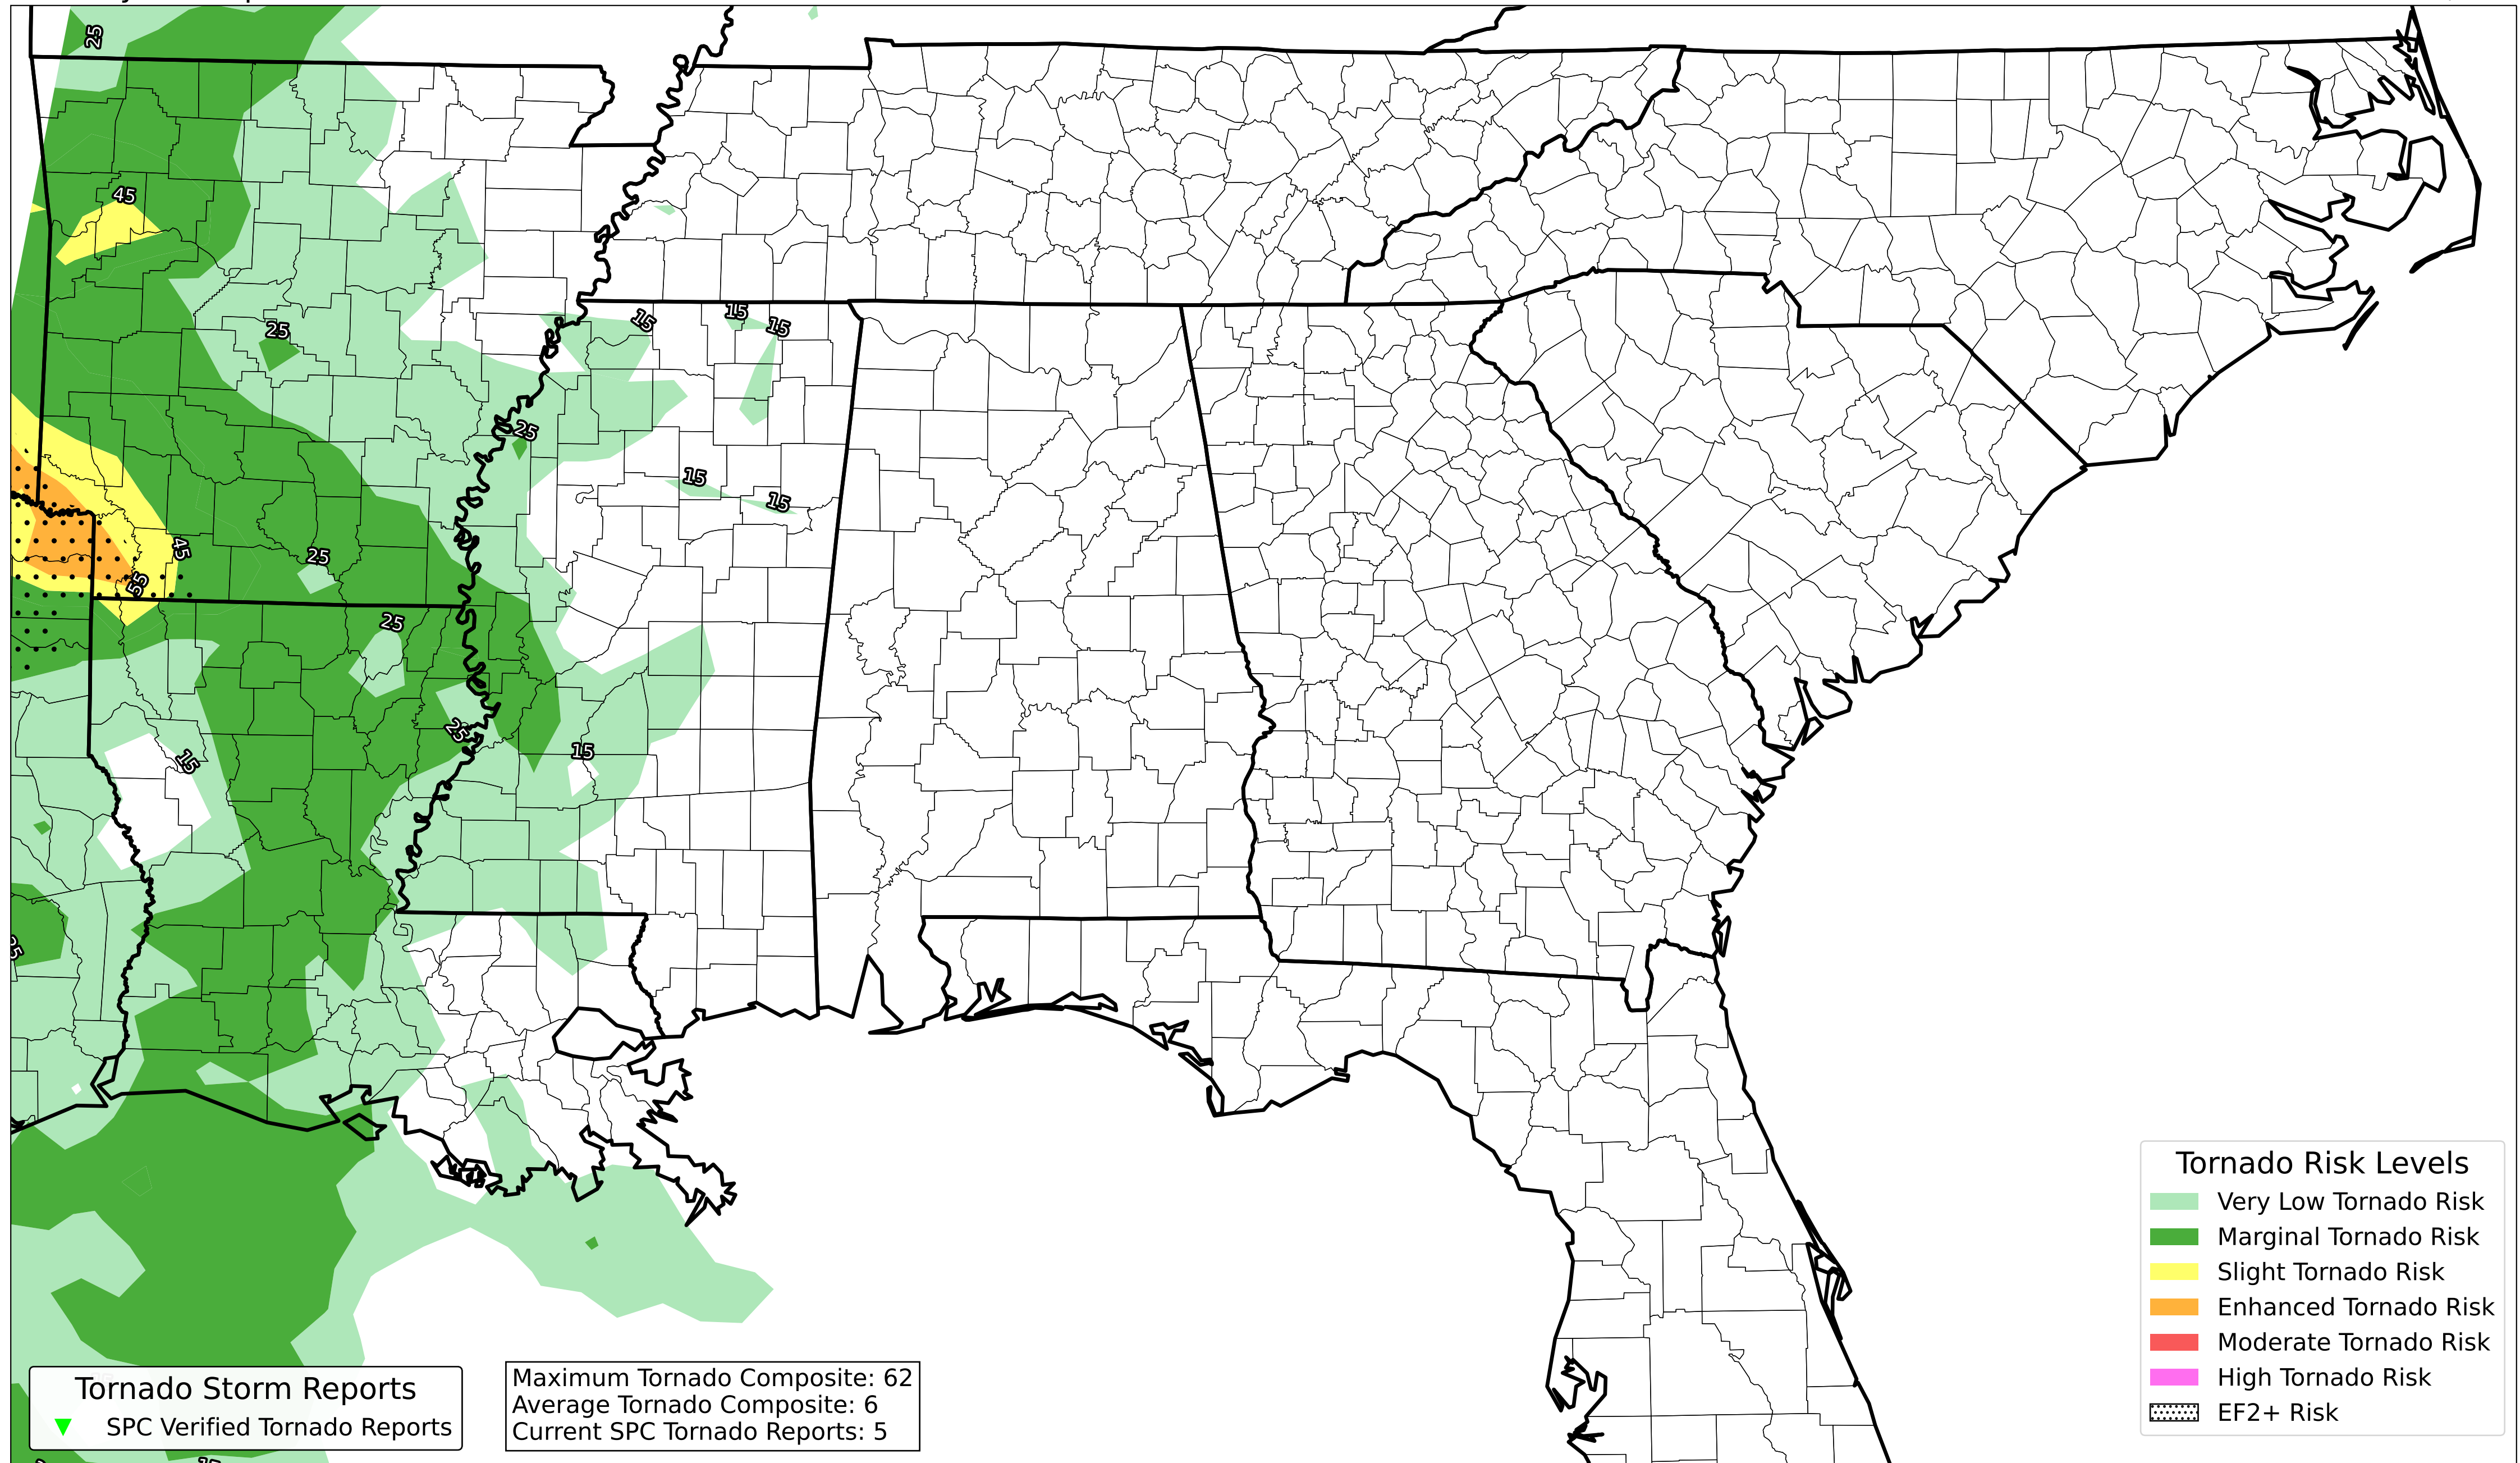 25
45
25
15
15
15
25
15
15
45
25
55
25
25
15
15
Tornado Risk Levels
Very Low Tornado Risk
Marginal Tornado Risk
Slight Tornado Risk
Enhanced Tornado Risk
Moderate Tornado Risk
High Tornado Risk
EF2+ Risk
Tornado Storm Reports
SPC Verified Tornado Reports
Maximum Tornado Composite: 62
Average Tornado Composite: 6
Current SPC Tornado Reports: 5